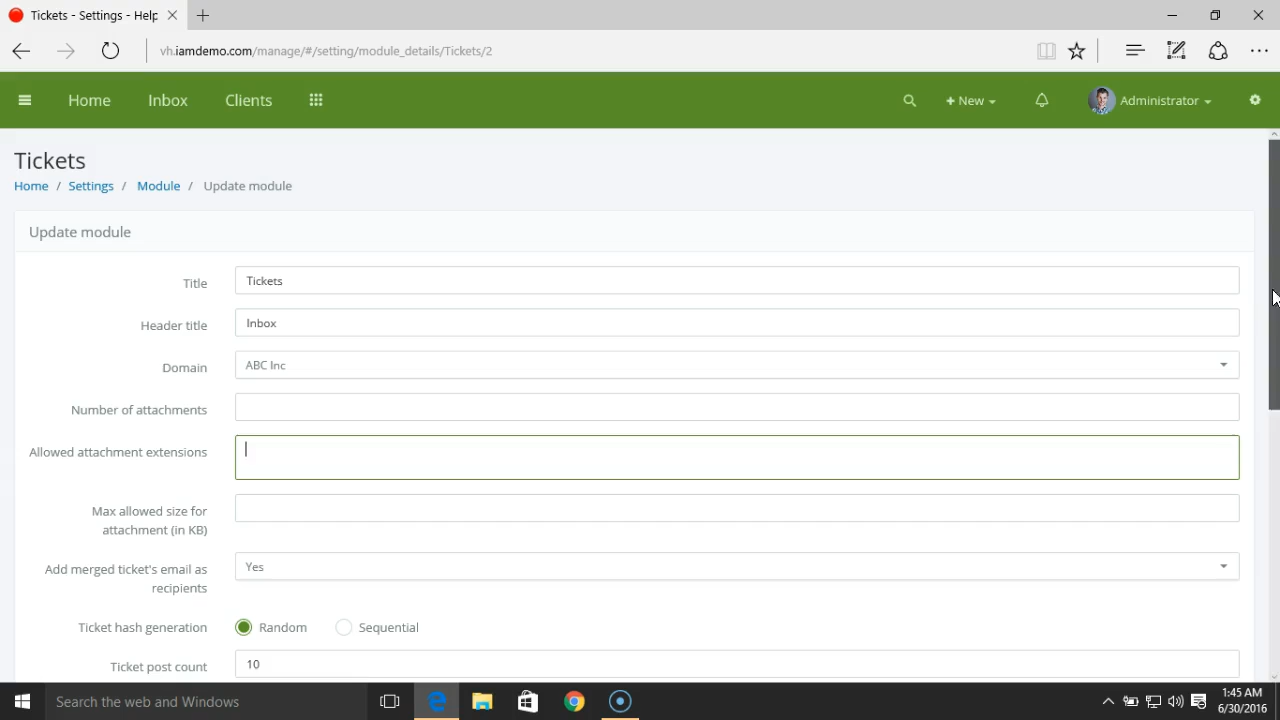 Tickets - Settings - Help
vh.iamdemo.com/manage/#/setting/module_details/Tickets/2
Home
Inbox
Clients
+ New
Administrator
Tickets
Home / Settings / Module / Update module
Update module
Title
Tickets
Header title
Inbox
Domain
ABC Inc
Number of attachments
Allowed attachment extensions
Max allowed size for
attachment (in KB)
Add merged ticket's email as
recipients
Yes
Ticket hash generation
Random
Sequential
Ticket post count
10
Search the web and Windows
1:45 AM
6/30/2016